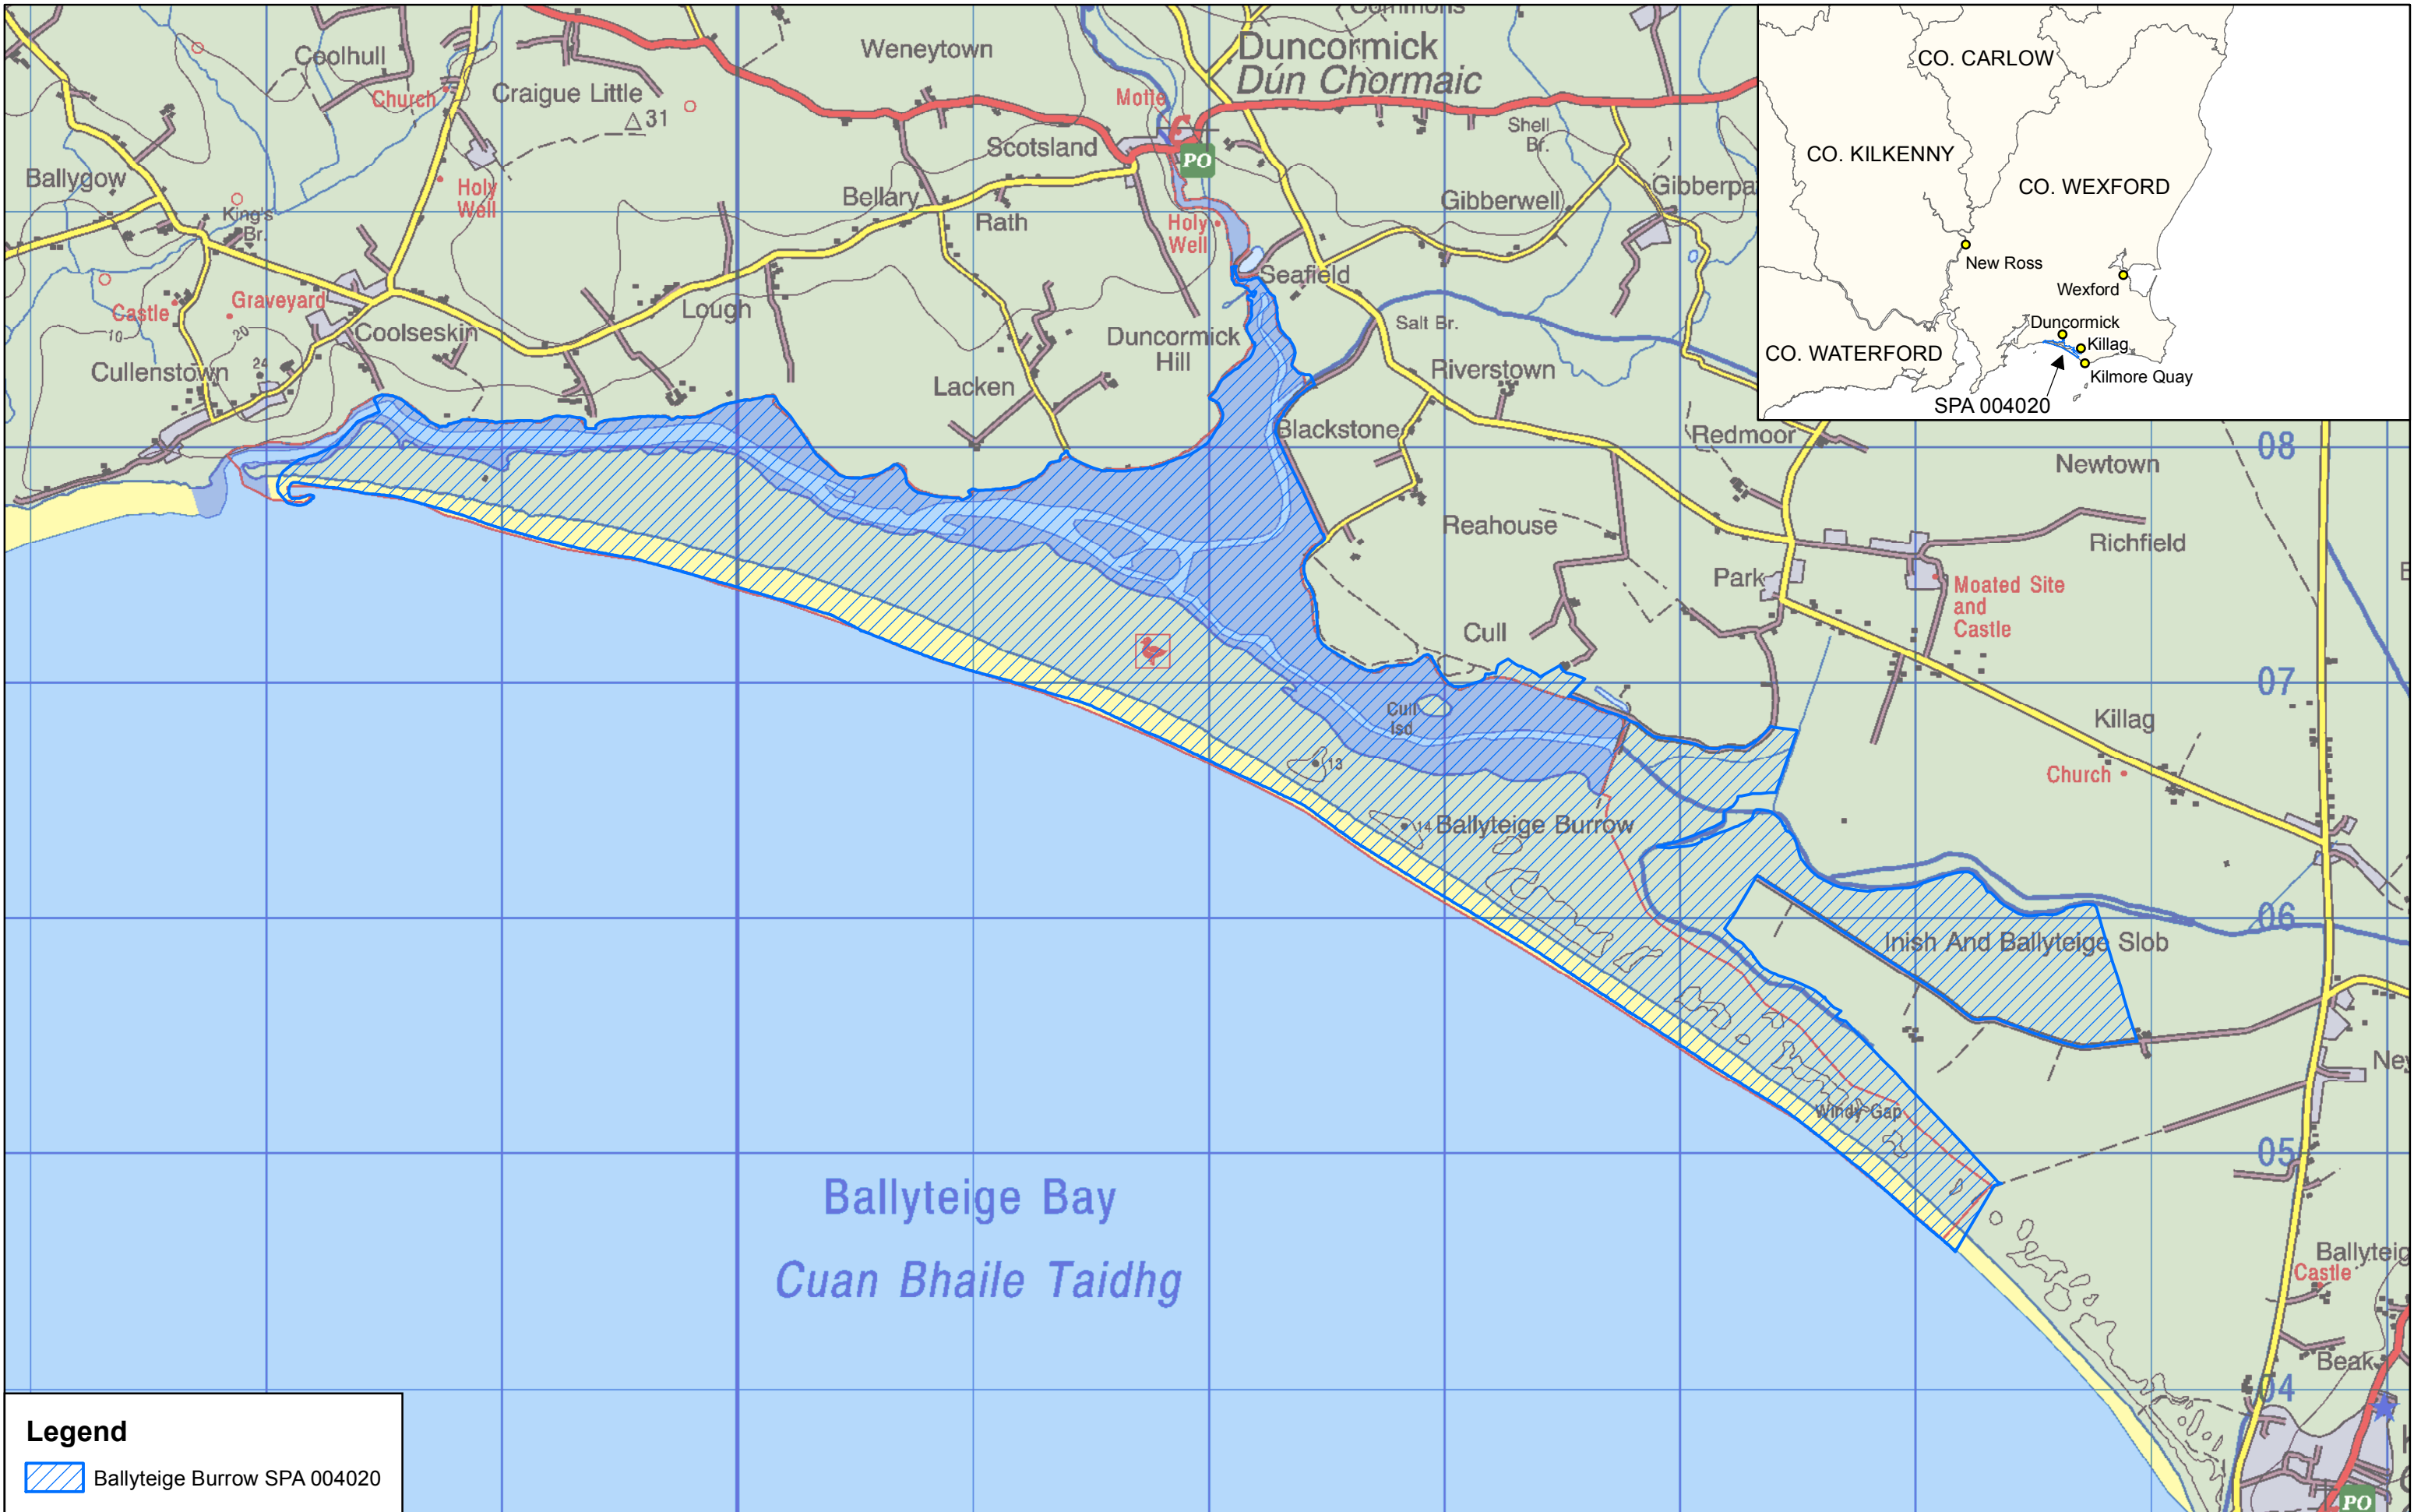 Commons
Coolhull
Weneytown
Duncormick
Dún Chormaic
Church
Craigue Little
31
Motte
Shell
Br.
Scotsland
PO
Ballygow
Holy
Well
King's
Br.
Bellary
Rath
Holy
Well
Gibberwell
Castle
Graveyard
10
20
24
Coolseskin
Cullenstown
Lough
Lacken
Duncormick
Hill
Seafield
Salt Br.
Riverstown
Blackstone
Redmoor
08
Newtown
Reahouse
Richfield
Park
Moated Site
and
Castle
Cull
07
Cull
Isd
Killag
Church
13
14
Ballyteige Burrow
06
Inish And Ballyteige Slob
Windy Gap
05
Ballyteige Bay
Cuan Bhaile Taidhg
Castle
Beak
04
PO
CO. CARLOW
CO. KILKENNY
CO. WEXFORD
New Ross
Wexford
Duncormick
Killag
CO. WATERFORD
Kilmore Quay
SPA 004020
Legend
Ballyteige Burrow SPA 004020